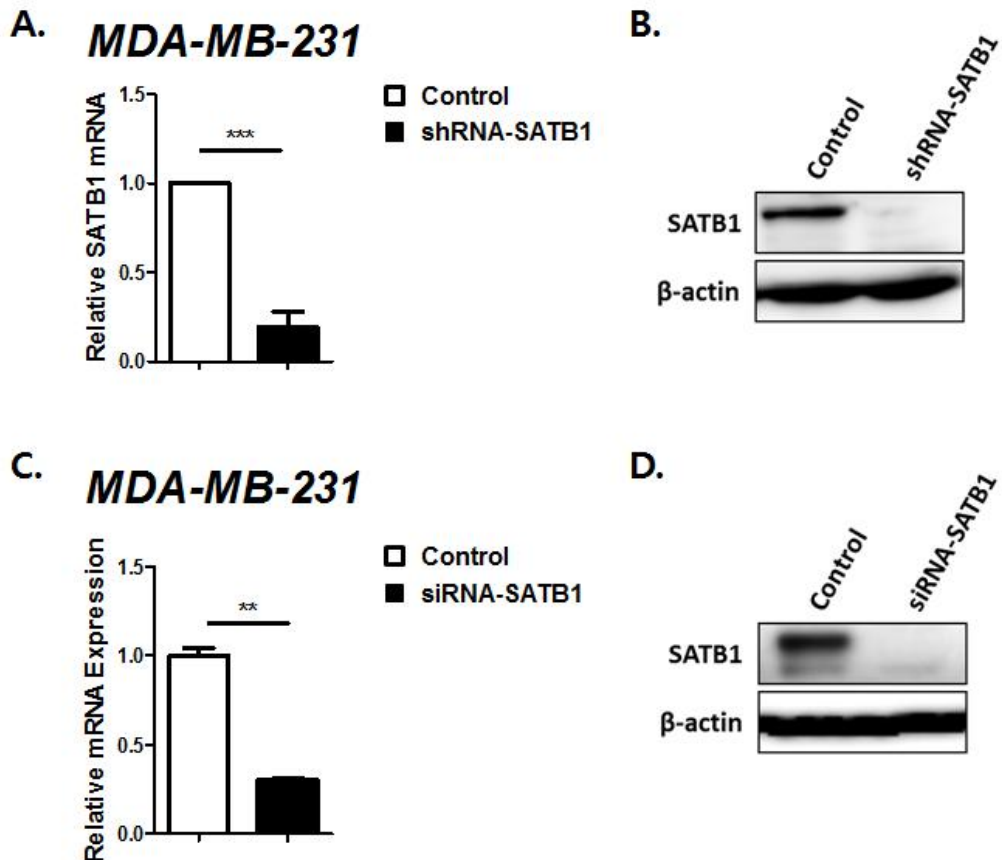 A.
MDA-MB-231
Relative SATB1 mRNA
1.5
1.0
0.5
0.0
***
Control
shRNA-SATB1
B.
Control
shRNA-SATB1
SATB1
β-actin
C.
MDA-MB-231
Relative mRNA Expression
1.5
1.0
0.5
0.0
**
Control
siRNA-SATB1
D.
Control
siRNA-SATB1
SATB1
β-actin